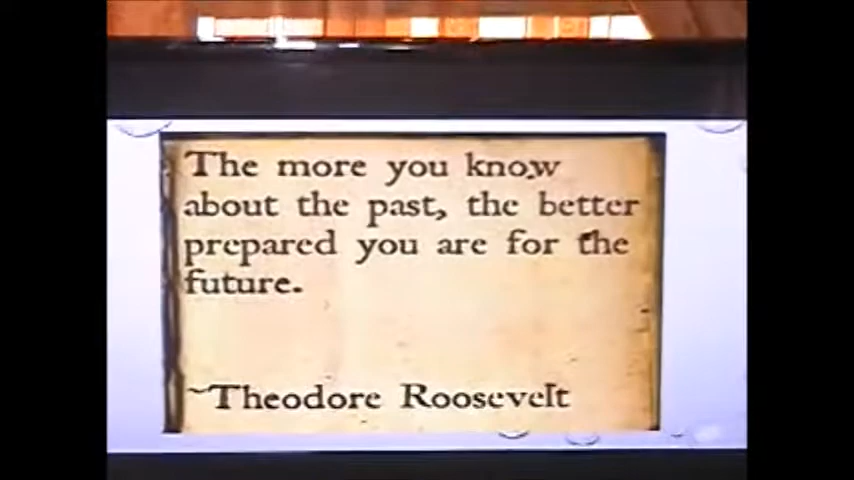 The more you know
about the past, the better
prepared you are for the
future.
~Theodore Roosevelt